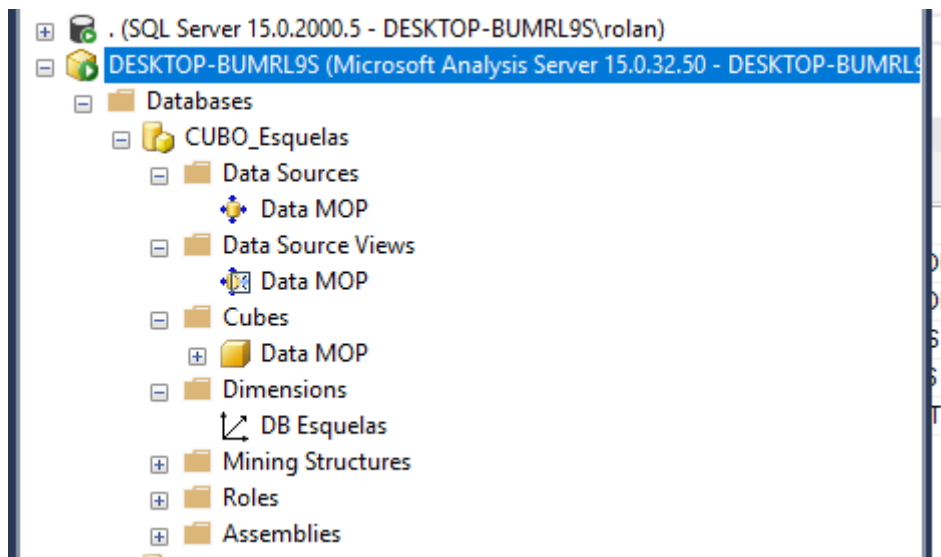 . (SQL Server 15.0.2000.5 - DESKTOP-BUMRL9S\rolan)
DESKTOP-BUMRL9S (Microsoft Analysis Server 15.0.32.50 - DESKTOP-BUMRL9
Databases
CUBO_Esquelas
Data Sources
Data MOP
Data Source Views
Data MOP
Cubes
Data MOP
Dimensions
DB Esquelas
Mining Structures
Roles
Assemblies